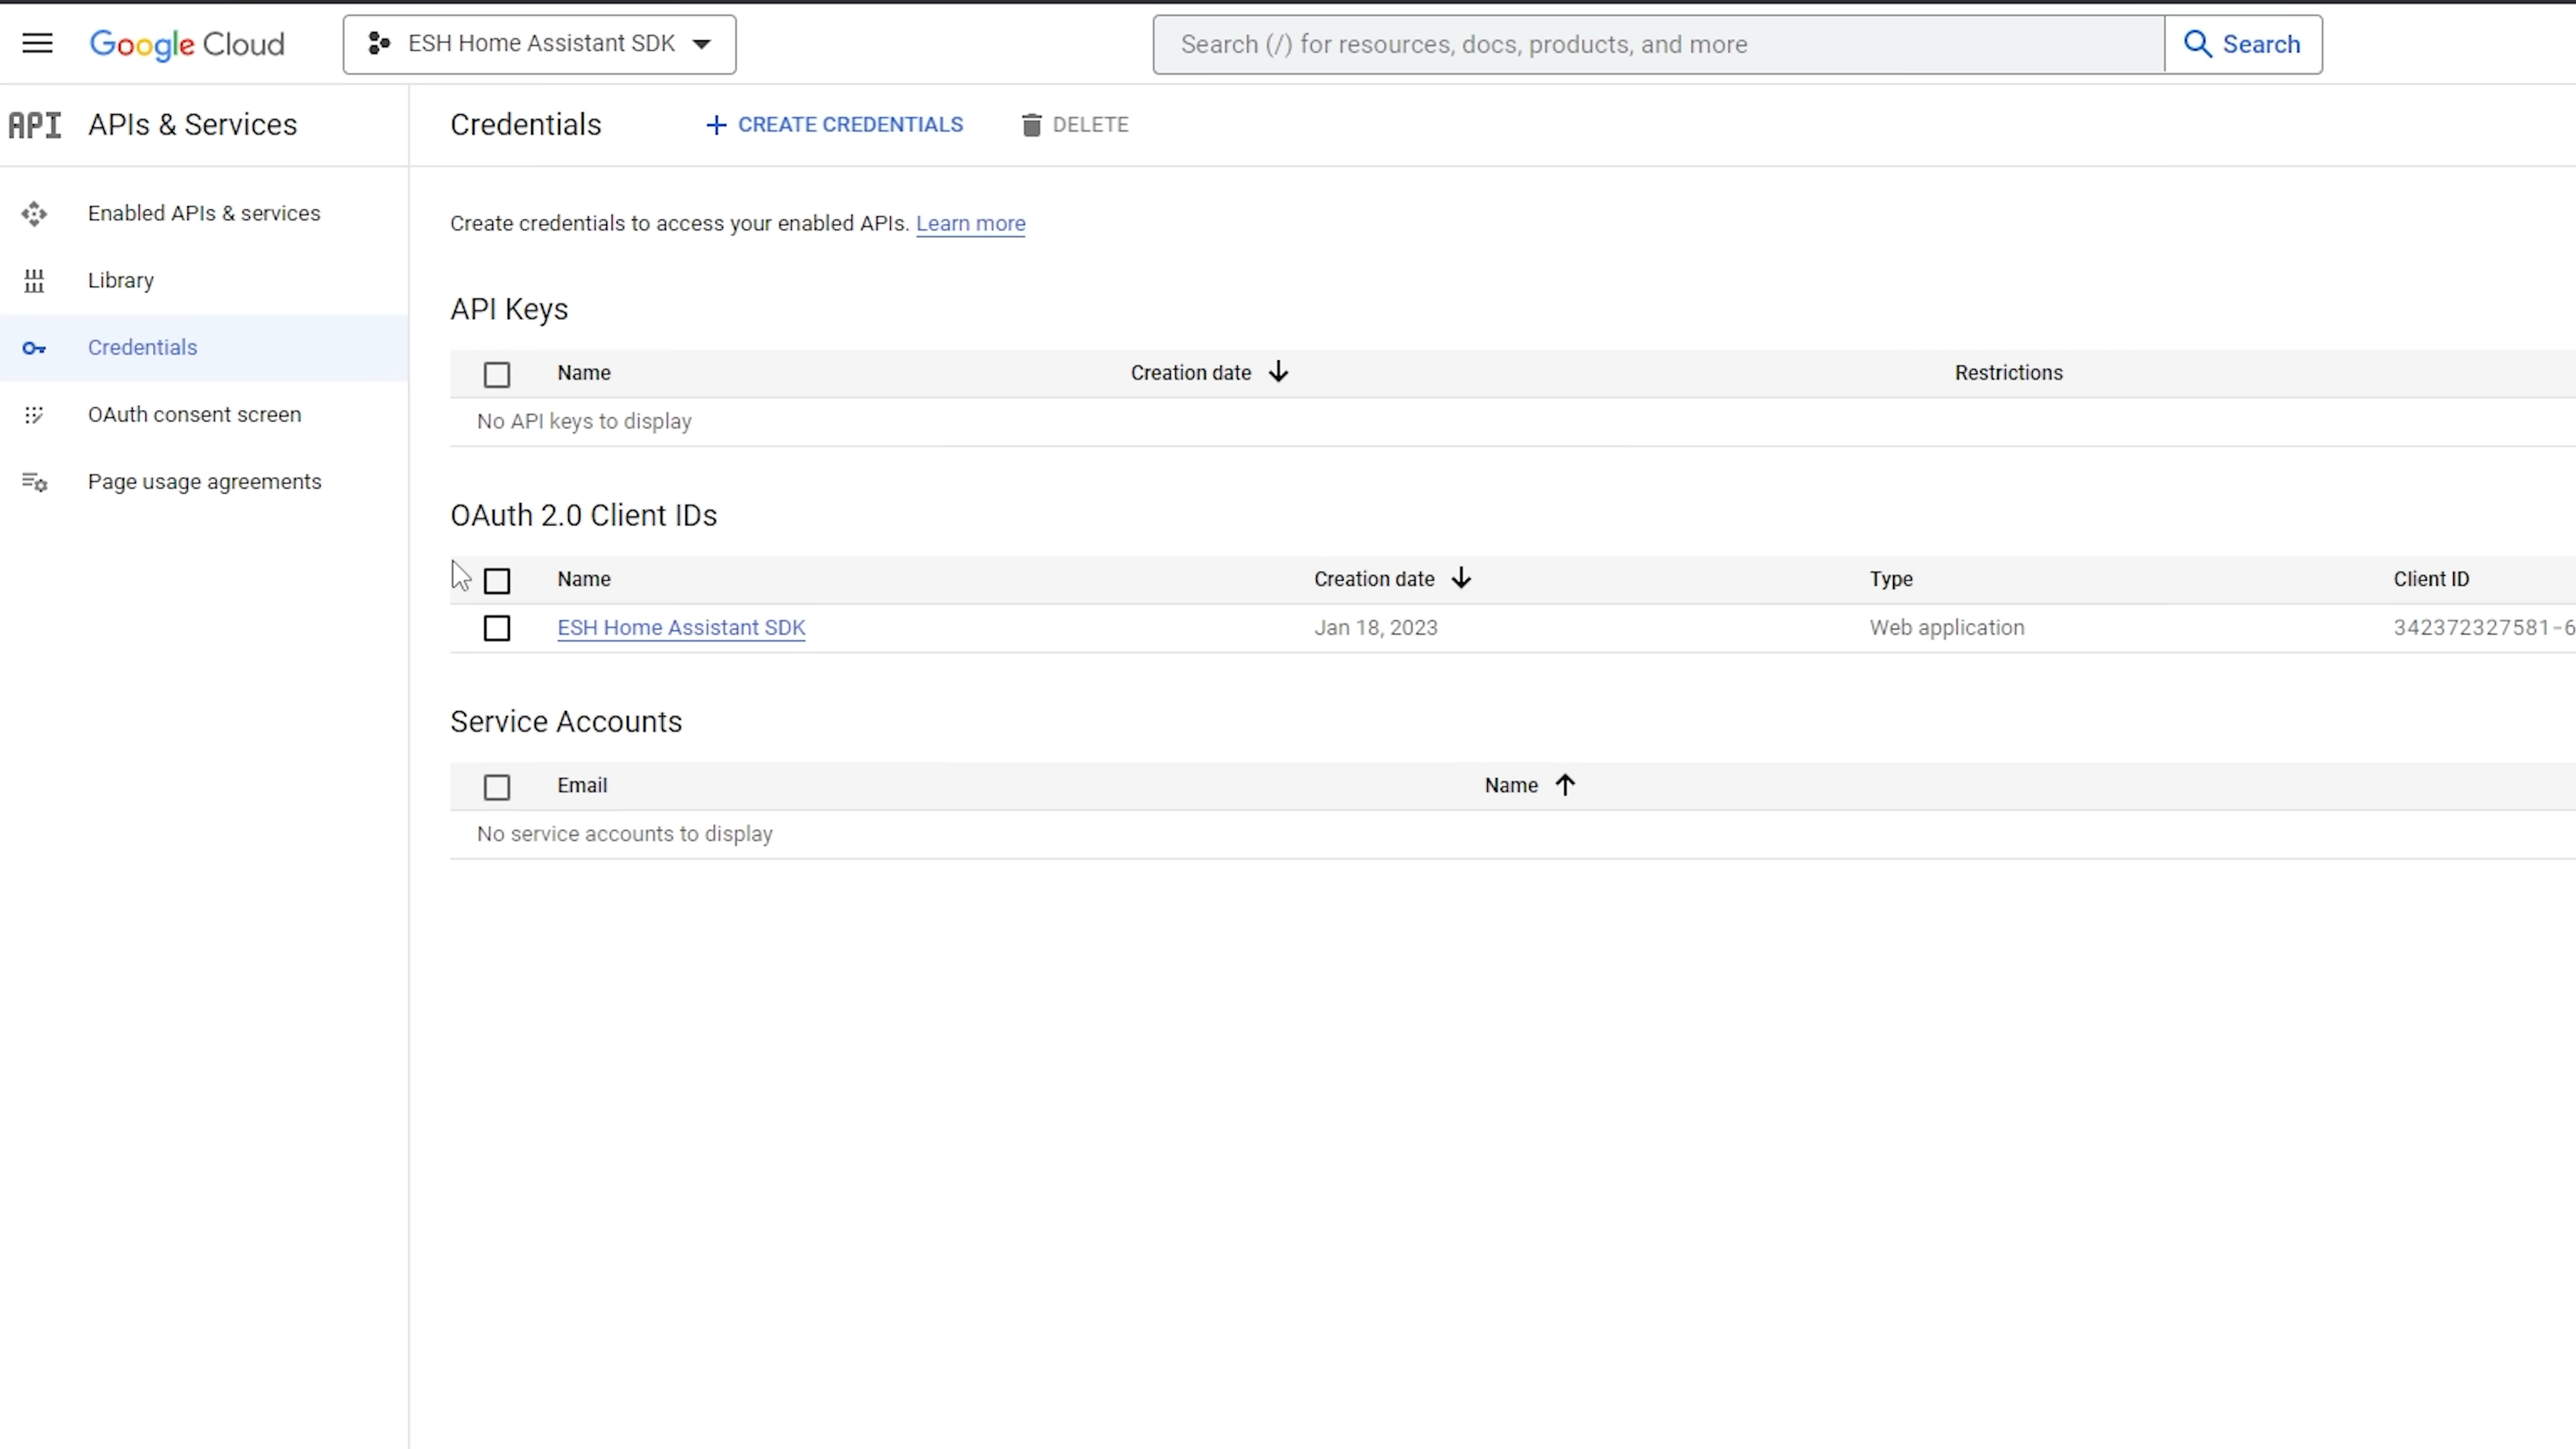 Google Cloud ESH Home Assistant SDK Search (/) for resources, docs, products, and more Search
API APIs & Services Credentials + CREATE CREDENTIALS DELETE
Enabled APIs & services
Library
Credentials
OAuth consent screen
Page usage agreements
Create credentials to access your enabled APIs. Learn more
API Keys
Name Creation date Restrictions
No API keys to display
OAuth 2.0 Client IDs
Name Creation date Type Client ID
ESH Home Assistant SDK Jan 18, 2023 Web application 342372327581-6
Service Accounts
Email Name
No service accounts to display